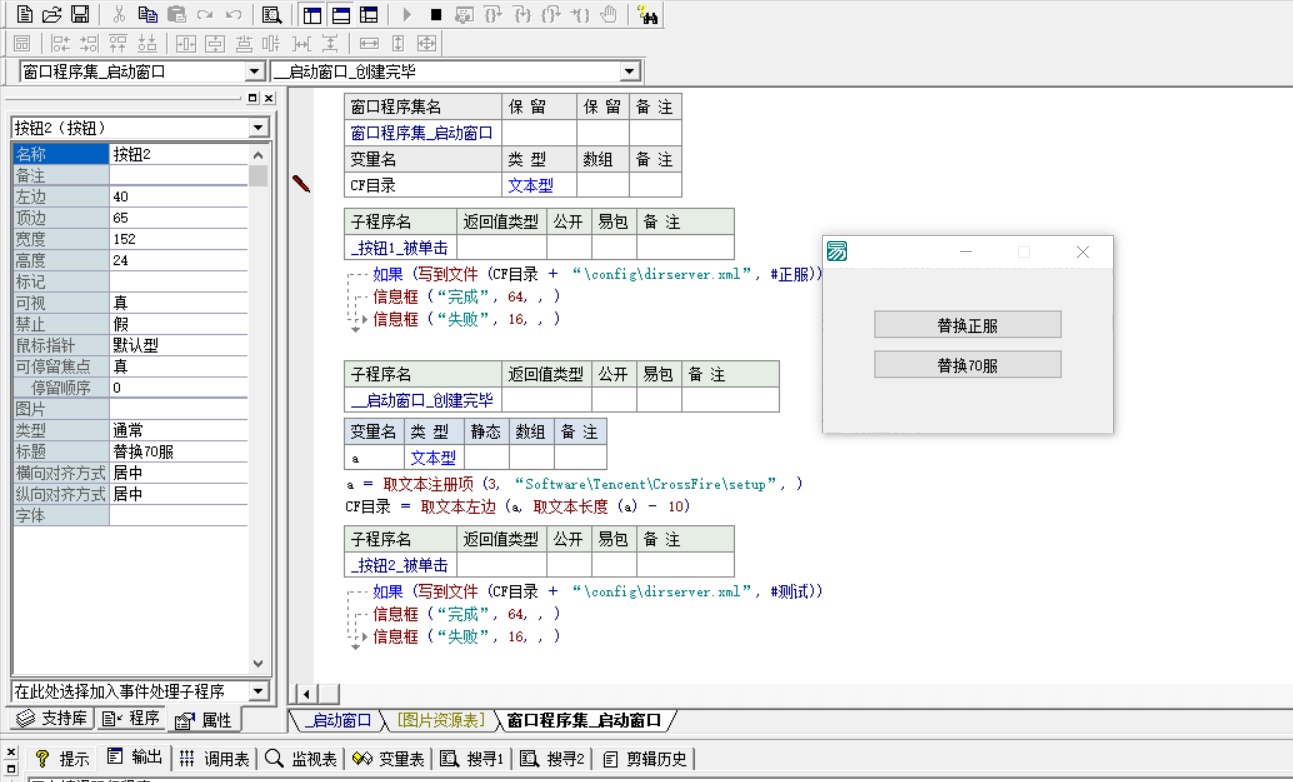 窗口程序集_启动窗口 __启动窗口_创建完毕
按钮2（按钮）
名称 按钮2
备注
左边 40
顶边 65
宽度 152
高度 24
标记
可视 真
禁止 假
鼠标指针 默认型
可停留焦点 真
停留顺序 0
图片
类型 通常
标题 替换70服
横向对齐方式 居中
纵向对齐方式 居中
字体
在此处选择加入事件处理子程序
支持库 程序 属性
窗口程序集名 保 留 保 留 备 注
窗口程序集_启动窗口
变量名 类 型 数组 备 注
CF目录 文本型
子程序名 返回值类型 公开 易包 备 注
_按钮1_被单击
如果 (写到文件 (CF目录 + “\config\dirserver.xml”, #正服))
信息框 (“完成”, 64, , )
信息框 (“失败”, 16, , )
子程序名 返回值类型 公开 易包 备 注
__启动窗口_创建完毕
变量名 类 型 静态 数组 备 注
a 文本型
a = 取文本注册项 (3, “Software\Tencent\CrossFire\setup”, )
CF目录 = 取文本左边 (a, 取文本长度 (a) - 10)
子程序名 返回值类型 公开 易包 备 注
_按钮2_被单击
如果 (写到文件 (CF目录 + “\config\dirserver.xml”, #测试))
信息框 (“完成”, 64, , )
信息框 (“失败”, 16, , )
易
替换正服
替换70服
_启动窗口 [图片资源表] 窗口程序集_启动窗口
提示 输出 调用表 监视表 变量表 搜寻1 搜寻2 剪辑历史